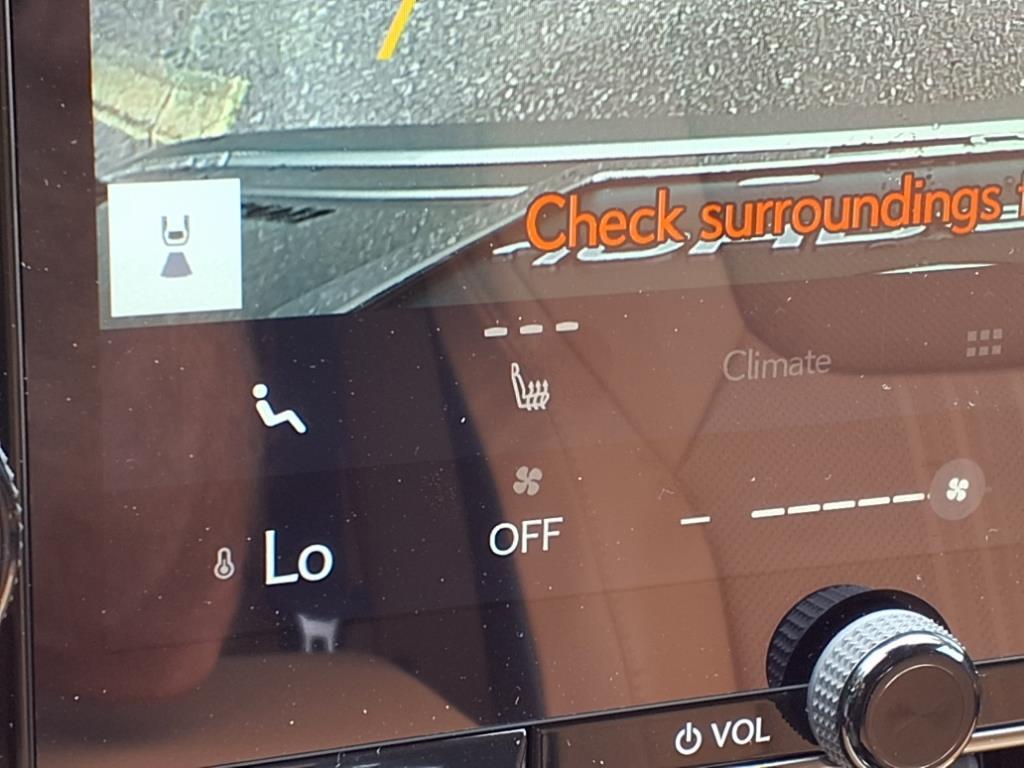 Check surroundings
Climate
OFF
Lo
VOL